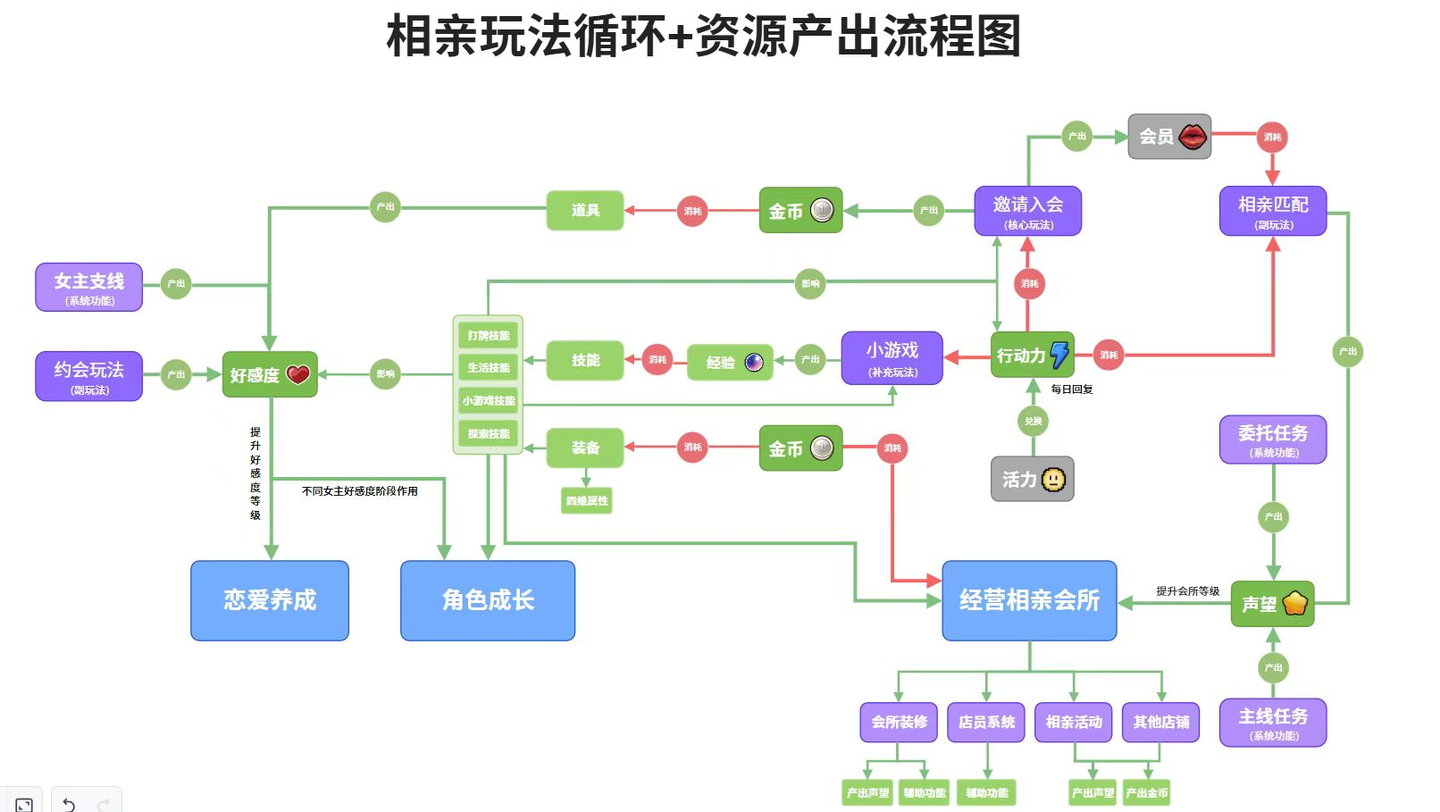 相亲玩法循环+资源产出流程图
产出
会员
消耗
产出
道具
消耗
金币
产出
邀请入会
(核心玩法)
相亲匹配
(副玩法)
女主支线
(系统功能)
产出
影响
消耗
打牌技能
生活技能
小游戏技能
探索技能
约会玩法
(副玩法)
产出
好感度
影响
技能
消耗
经验
产出
小游戏
(补充玩法)
行动力
消耗
产出
每日回复
兑换
活力
提升好感度等级
不同女主好感度阶段作用
装备
消耗
金币
消耗
四维属性
委托任务
(系统功能)
产出
恋爱养成
角色成长
经营相亲会所
提升会所等级
声望
产出
主线任务
(系统功能)
会所装修
店员系统
相亲活动
其他店铺
产出声望
辅助功能
辅助功能
产出声望
产出金币